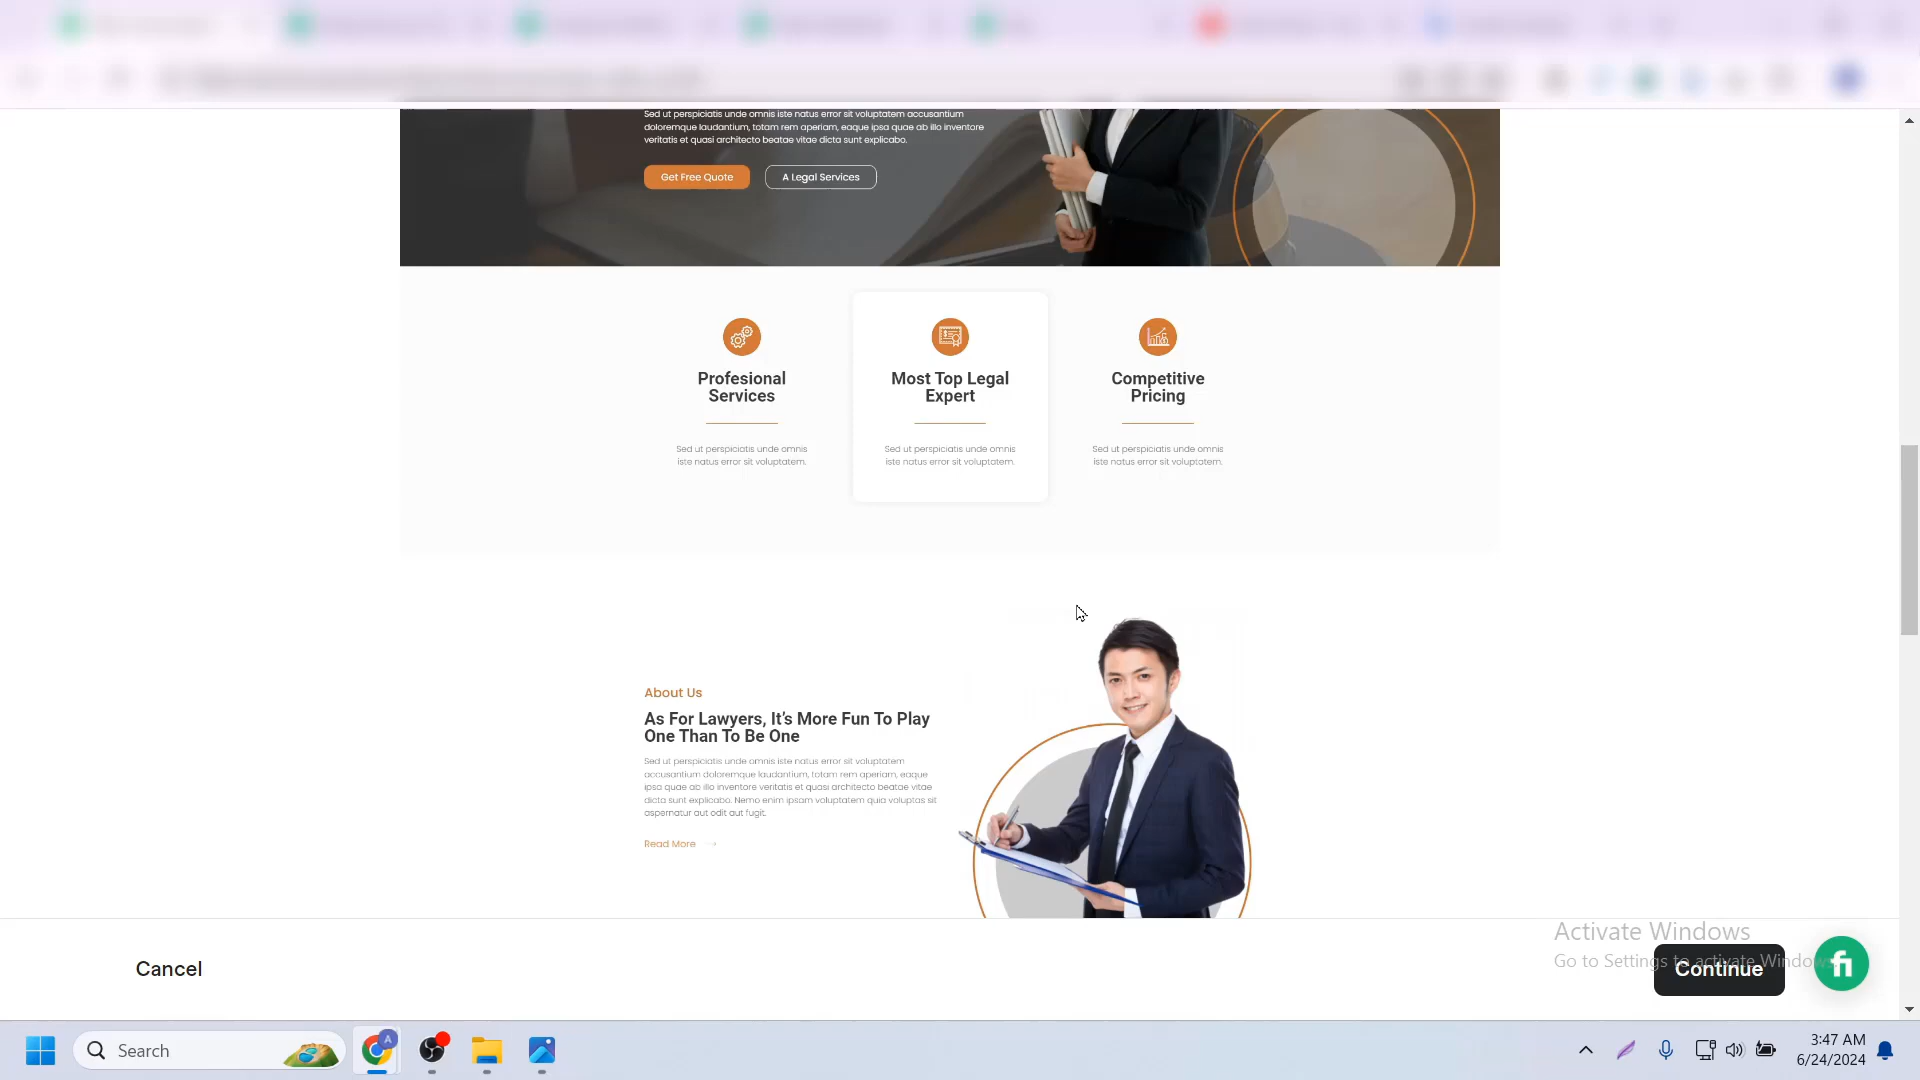 Sed ut perspiciatis unde omnis iste natus error sit voluptatem accusantium
doloremque laudantium, totam rem aperiam, eaque ipsa quae ab illo inventore
veritatis et quasi architecto beatae vitae dicta sunt explicabo.
Get Free Quote
A Legal Services
Profesional
Services
Sed ut perspiciatis unde omnis
iste natus error sit voluptatem.
Most Top Legal
Expert
Sed ut perspiciatis unde omnis
iste natus error sit voluptatem.
Competitive
Pricing
Sed ut perspiciatis unde omnis
iste natus error sit voluptatem.
About Us
As For Lawyers, It's More Fun To Play
One Than To Be One
Sed ut perspiciatis unde omnis iste natus error sit voluptatem
accusantium doloremque laudantium, totam rem aperiam, eaque
ipsa quae ab illo inventore veritatis et quasi architecto beatae vitae
dicta sunt explicabo. Nemo enim ipsam voluptatem quia voluptas sit
aspernatur aut odit aut fugit.
Read More
Cancel
Activate Windows
Go to Settings to activate Windows
Continue
fi
Search
A
3:47 AM
6/24/2024